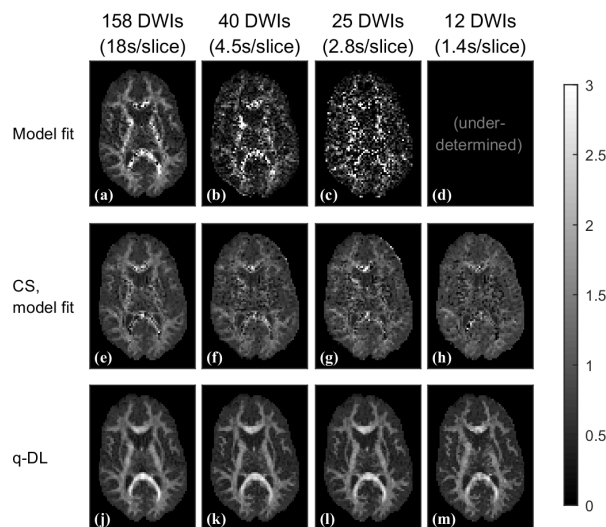 158 DWIs
(18s/slice)
40 DWIs
(4.5s/slice)
25 DWIs
(2.8s/slice)
12 DWIs
(1.4s/slice)
Model fit
(a)
(b)
(c)
(under-
determined)
(d)
CS,
model fit
(e)
(f)
(g)
(h)
q-DL
(j)
(k)
(l)
(m)
3
2.5
2
1.5
1
0.5
0